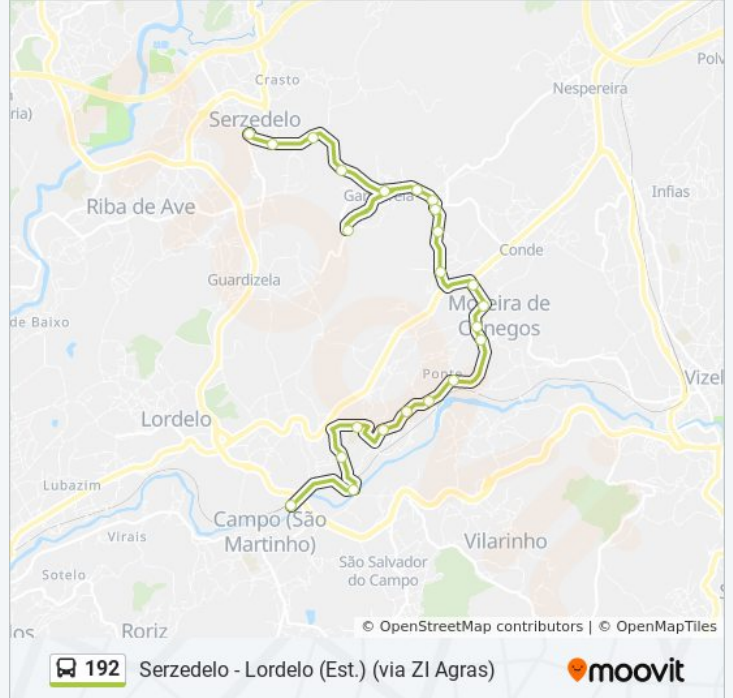 Polv
Crasto
Nespereira
ria)
Serzedelo
Infias
Riba de Ave
Conde
Guardizela
de Baixo
Moreira de
Cónegos
Ponte
Vizel
Lordelo
Lubazim
Campo (São
Martinho)
Virais
Vilarinho
São Salvador
do Campo
Sotelo
los
Roriz
© OpenStreetMap contributors | © OpenMapTiles
192 Serzedelo - Lordelo (Est.) (via ZI Agras) moovit